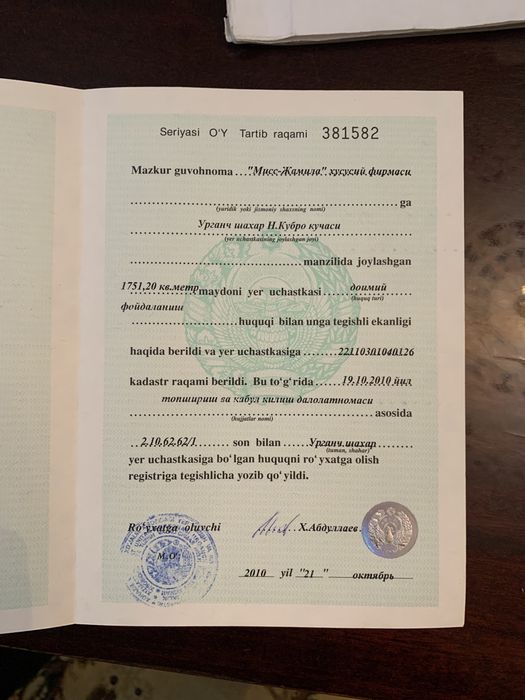 Seriyasi O'Y Tartib raqami 381582
Mazkur guvohnoma... "Мисс-Жамила" хусусий фирмаси
ga
(yuridik yoki jismoniy shaxsning nomi)
Урганч шахар Н.Кубро кучаси
(yer uchastkasining joylashgan joyi)
manzilida joylashgan
1751,20 кв.метр maydoni yer uchastkasi доимий
(huquq turi)
фойдаланиш
huquqi bilan unga tegishli ekanligi
haqida berildi va yer uchastkasiga 22110301040126
kadastr raqami berildi. Bu to'g'rida 19.10.2010 йил
топшириш ва кабул килиш далолатномаси
asosida
(hujjatlar nomi)
2.10.62.62/1 son bilan Урганч шахар
(tuman, shahar)
yer uchastkasiga bo'lgan huquqni ro'yxatga olish
registriga tegishlicha yozib qo'yildi.
Ro'yxatga oluvchi Х.Абдуллаев
M.O'.
2010 yil "21" октябрь